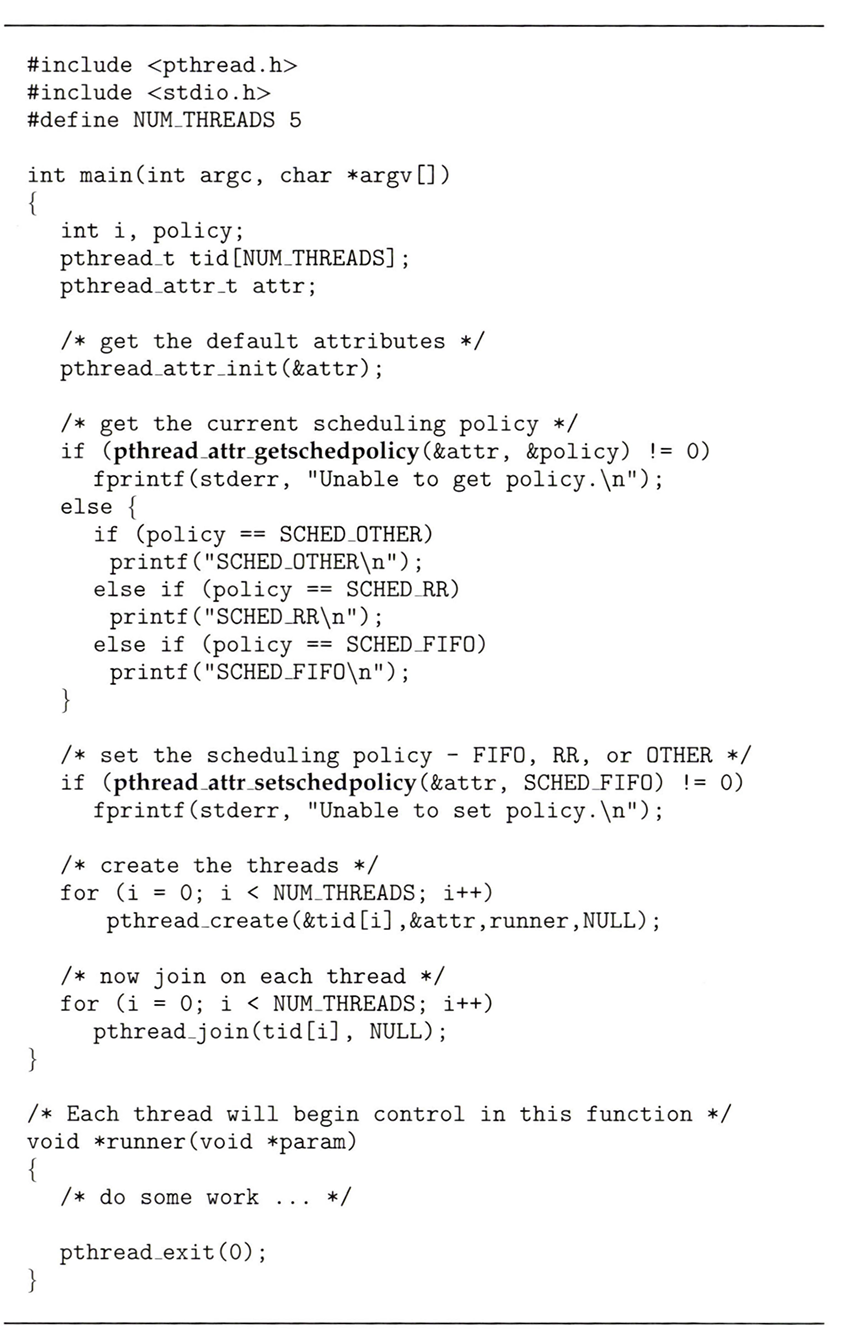 #include <pthread.h>
#include <stdio.h>
#define NUM_THREADS 5

int main(int argc, char *argv[])
{
   int i, policy;
   pthread_t tid[NUM_THREADS];
   pthread_attr_t attr;

   /* get the default attributes */
   pthread_attr_init(&attr);

   /* get the current scheduling policy */
   if (pthread_attr_getschedpolicy(&attr, &policy) != 0)
      fprintf(stderr, "Unable to get policy.\n");
   else {
      if (policy == SCHED_OTHER)
       printf("SCHED_OTHER\n");
      else if (policy == SCHED_RR)
       printf("SCHED_RR\n");
      else if (policy == SCHED_FIFO)
       printf("SCHED_FIFO\n");
   }

   /* set the scheduling policy - FIFO, RR, or OTHER */
   if (pthread_attr_setschedpolicy(&attr, SCHED_FIFO) != 0)
      fprintf(stderr, "Unable to set policy.\n");

   /* create the threads */
   for (i = 0; i < NUM_THREADS; i++)
       pthread_create(&tid[i],&attr,runner,NULL);

   /* now join on each thread */
   for (i = 0; i < NUM_THREADS; i++)
      pthread_join(tid[i], NULL);
}

/* Each thread will begin control in this function */
void *runner(void *param)
{
   /* do some work ... */

   pthread_exit(0);
}